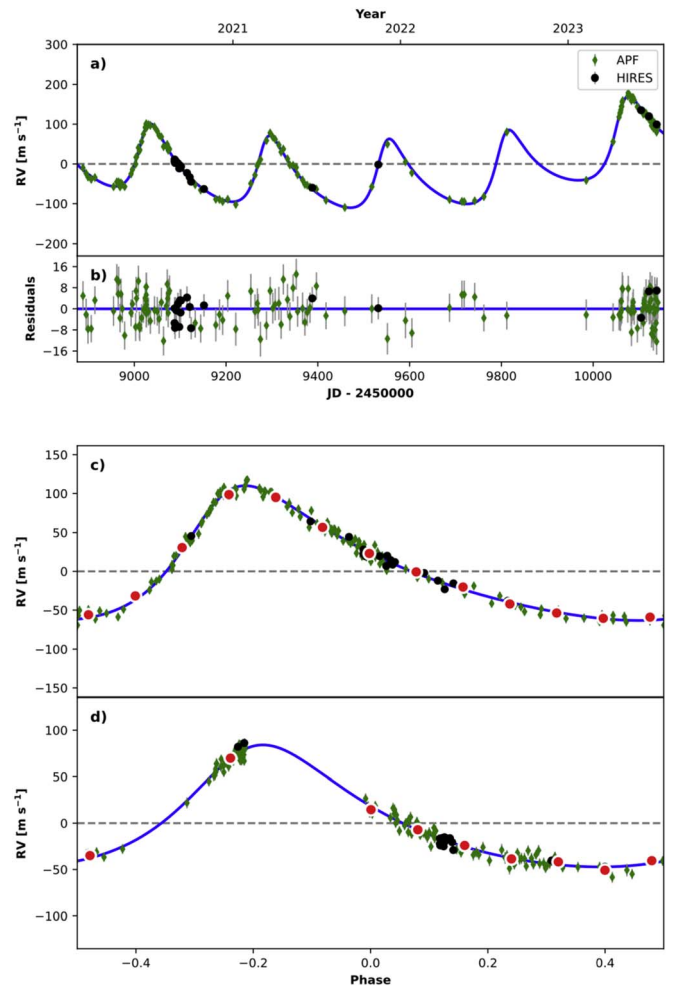 Year
2021 2022 2023
300
200
100
0
−100
−200
RV [m s⁻¹]
a)
APF
HIRES
16
8
0
−8
−16
Residuals
b)
9000 9200 9400 9600 9800 10000
JD - 2450000
150
100
50
0
−50
−100
−150
RV [m s⁻¹]
c)
100
50
0
−50
−100
RV [m s⁻¹]
d)
−0.4 −0.2 0.0 0.2 0.4
Phase